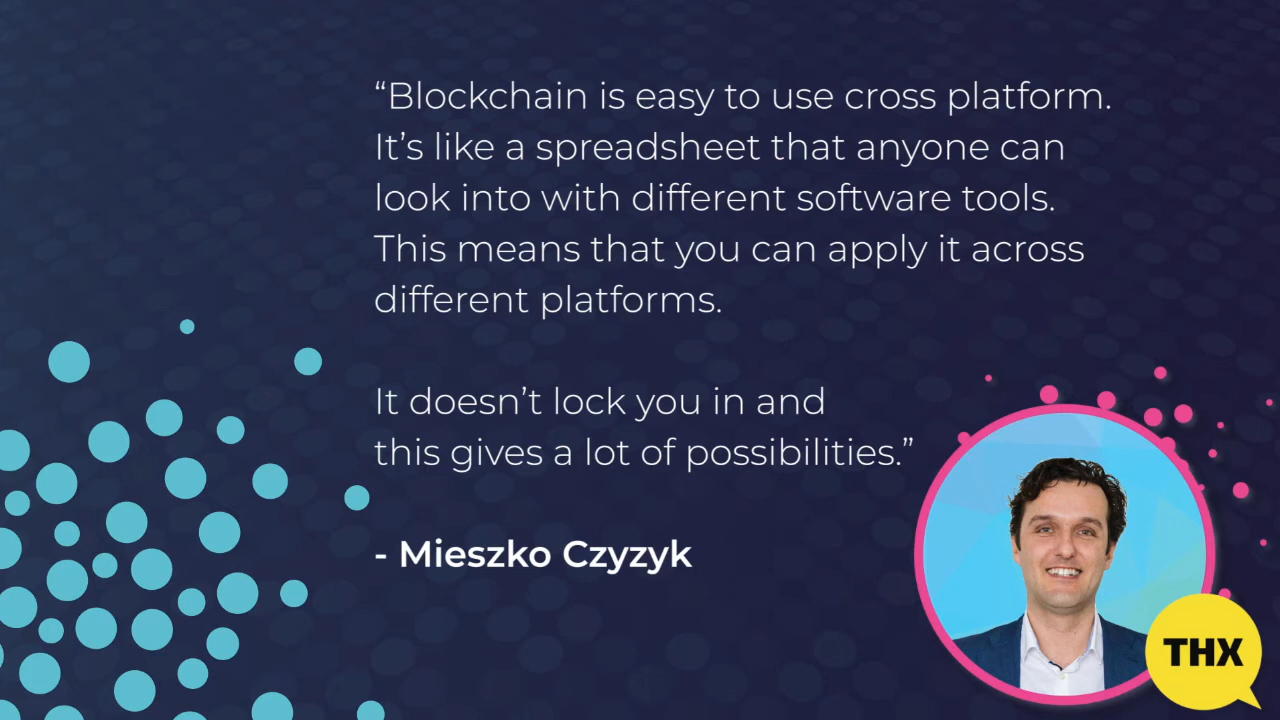 “Blockchain is easy to use cross platform.
It’s like a spreadsheet that anyone can
look into with different software tools.
This means that you can apply it across
different platforms.
It doesn’t lock you in and
this gives a lot of possibilities.”
- Mieszko Czyzyk
THX